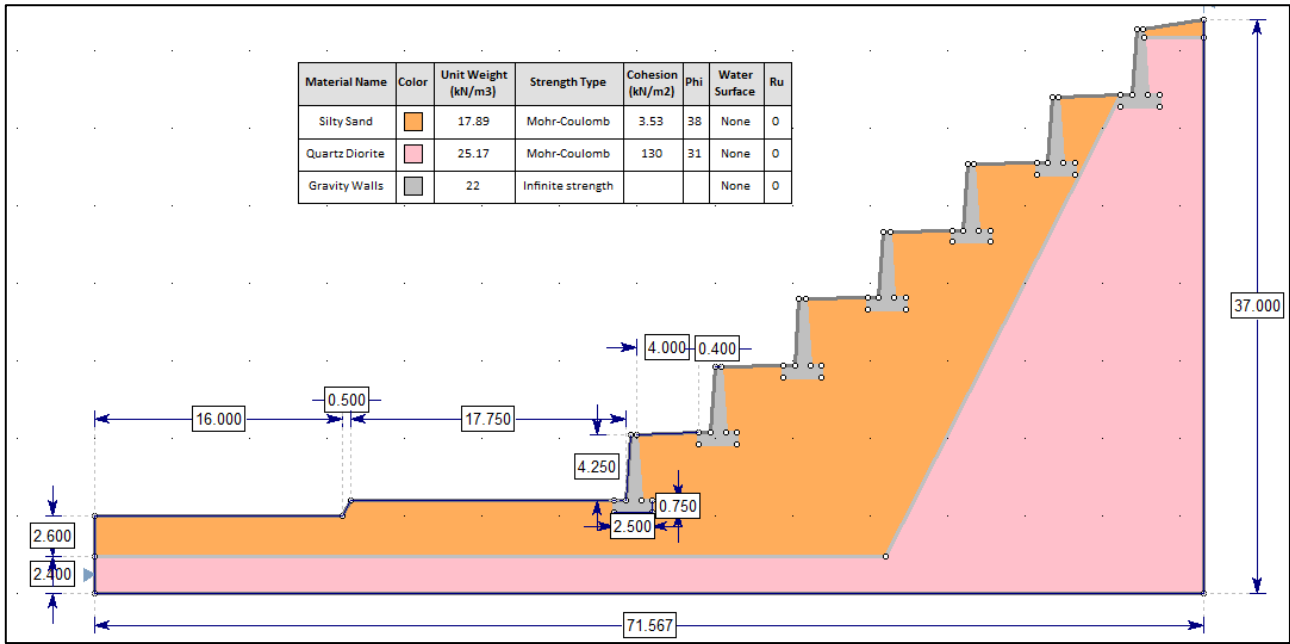 Material Name Color Unit Weight (kN/m3) Strength Type Cohesion (kN/m2) Phi Water Surface Ru
Silty Sand 17.89 Mohr-Coulomb 3.53 38 None 0
Quartz Diorite 25.17 Mohr-Coulomb 130 31 None 0
Gravity Walls 22 Infinite strength None 0
37.000
4.000 0.400
0.500
16.000 17.750
4.250
0.750
2.500
2.600
2.400
71.567